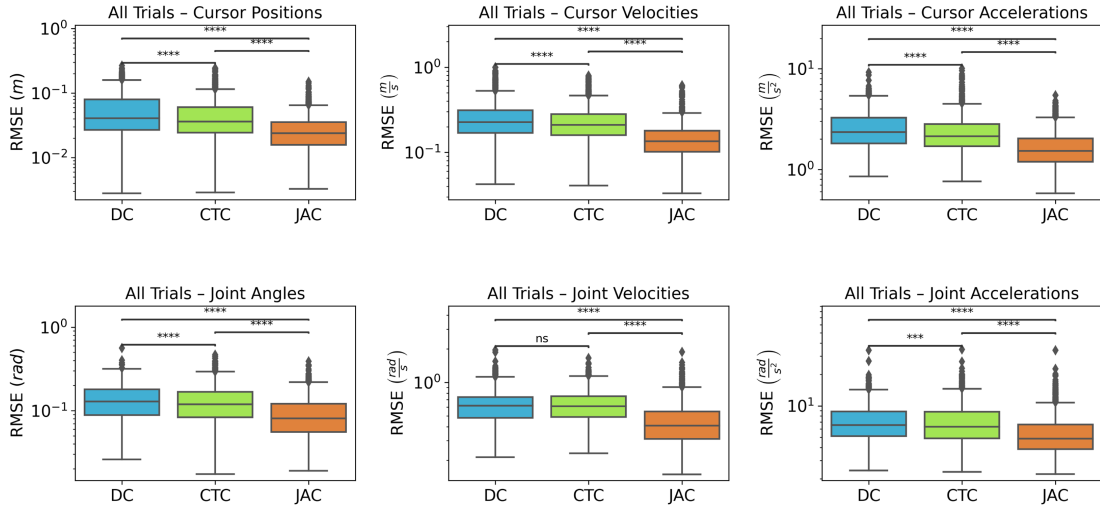 All Trials – Cursor Positions
RMSE (m)
10⁰
10⁻¹
10⁻²
****
****
****
DC CTC JAC
All Trials – Cursor Velocities
RMSE (m/s)
10⁰
10⁻¹
****
****
****
DC CTC JAC
All Trials – Cursor Accelerations
RMSE (m/s²)
10¹
10⁰
****
****
****
DC CTC JAC
All Trials – Joint Angles
RMSE (rad)
10⁰
10⁻¹
****
****
****
DC CTC JAC
All Trials – Joint Velocities
RMSE (rad/s)
10⁰
****
****
ns
DC CTC JAC
All Trials – Joint Accelerations
RMSE (rad/s²)
10¹
****
****
***
DC CTC JAC